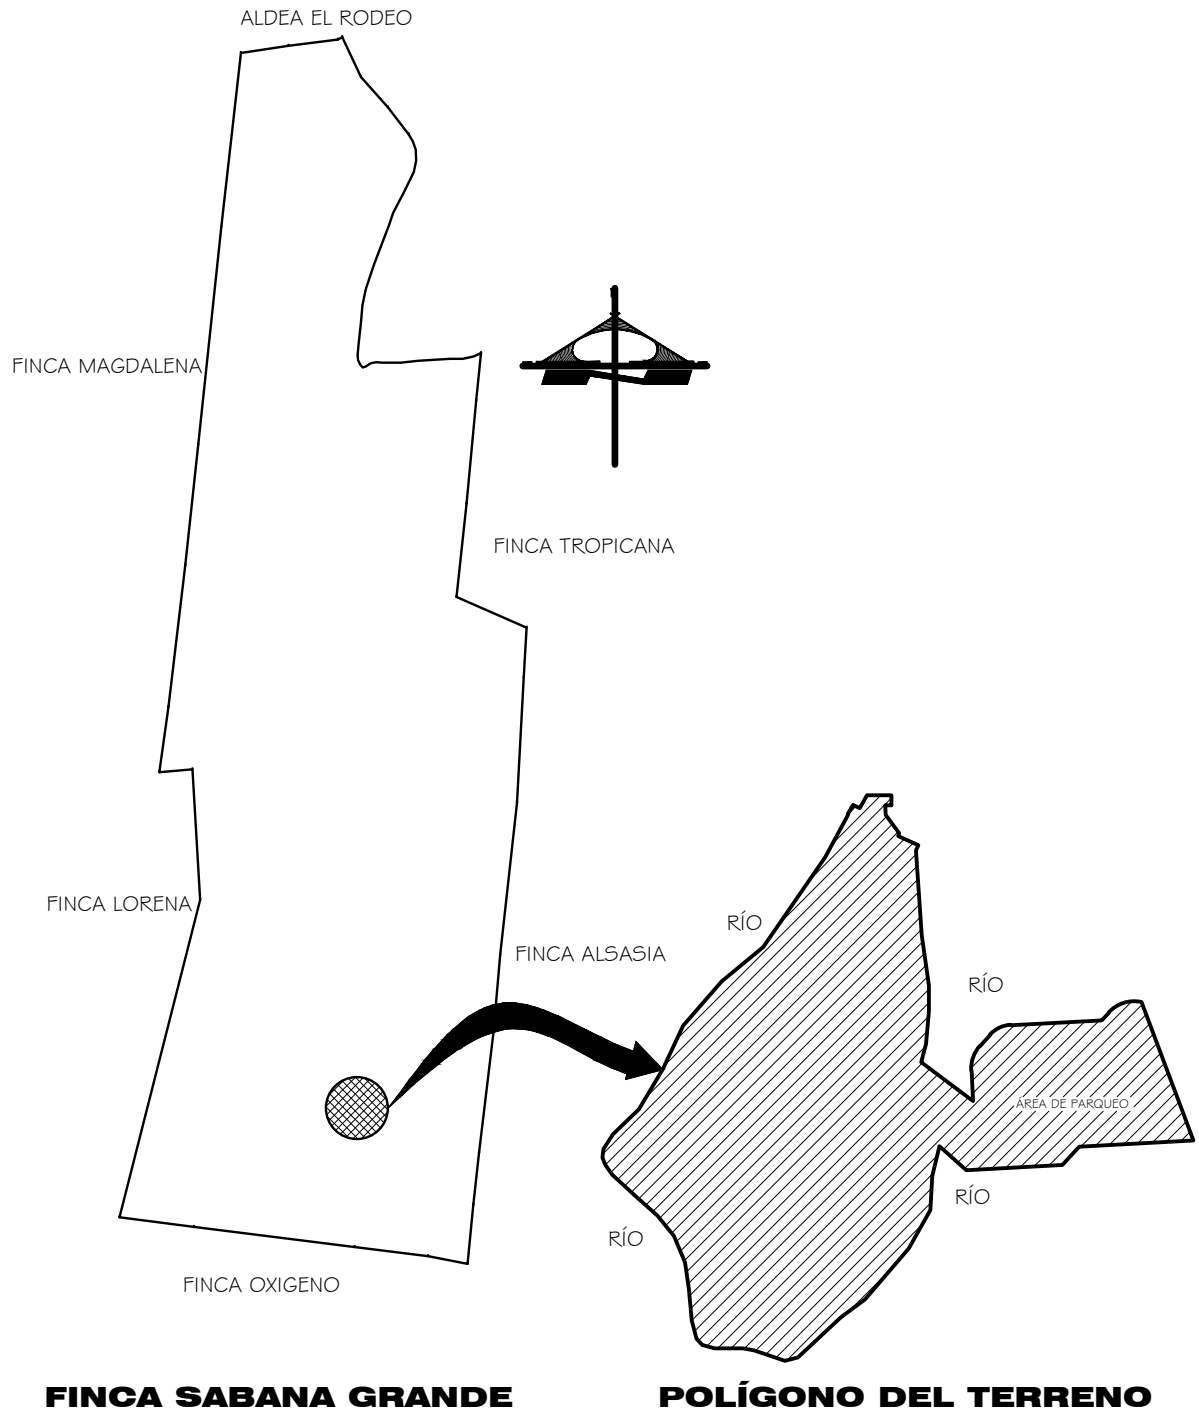 ALDEA EL RODEO
FINCA MAGDALENA
FINCA TROPICANA
FINCA LORENA
RÍO
FINCA ALSASIA
RÍO
ÁREA DE PARQUEO
RÍO
RÍO
FINCA OXIGENO
FINCA SABANA GRANDE
POLÍGONO DEL TERRENO